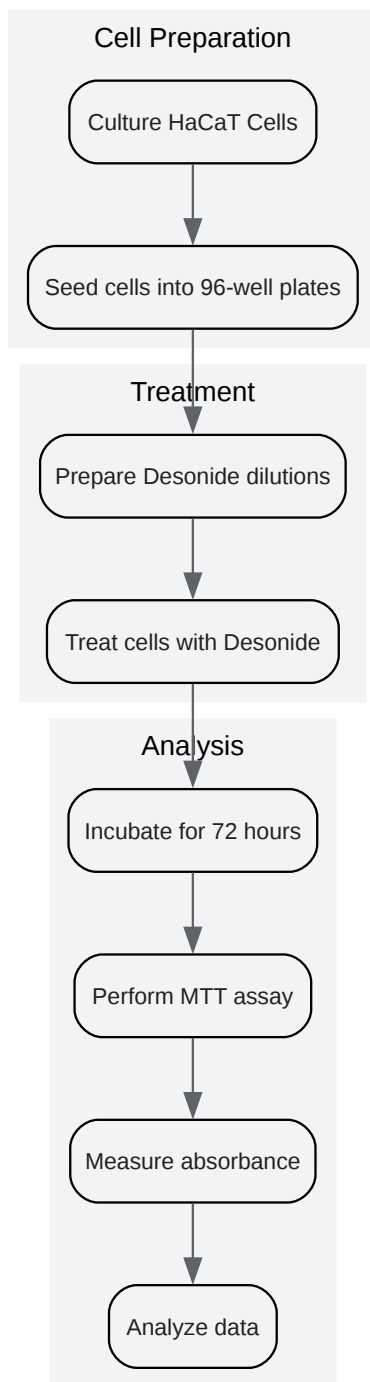 Cell Preparation
Culture HaCaT Cells
Seed cells into 96-well plates
Treatment
Prepare Desonide dilutions
Treat cells with Desonide
Analysis
Incubate for 72 hours
Perform MTT assay
Measure absorbance
Analyze data